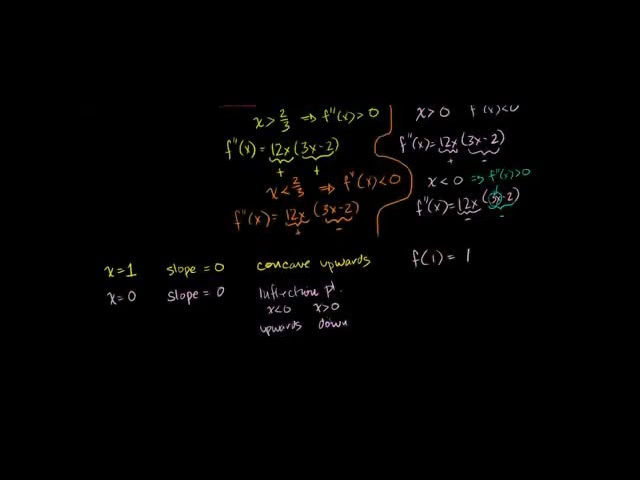 x > 2/3 ⇒ f''(x) > 0
f''(x) = 12x (3x-2)
+ +
x < 2/3 ⇒ f''(x) < 0
f''(x) = 12x (3x-2)
+ -
x > 0 f''(x) < 0
f''(x) = 12x (3x-2)
+ -
x < 0 ⇒ f''(x) > 0
f''(x) = 12x (3x-2)
- -
x = 1 slope = 0 concave upwards f(1) = 1
x = 0 slope = 0 Inflection pt.
x<0 x>0
upwards down